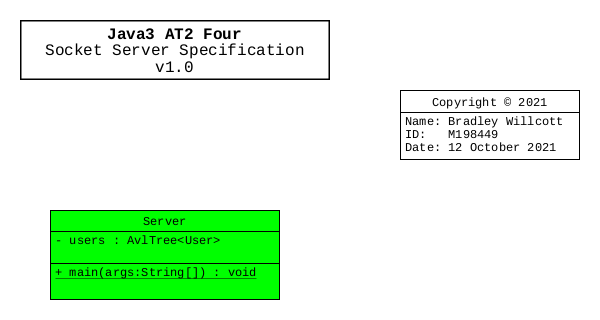 Java3 AT2 Four
Socket Server Specification
v1.0
Copyright © 2021
Name: Bradley Willcott
ID:   M198449
Date: 12 October 2021
Server
- users : AvlTree<User>
+ main(args:String[]) : void